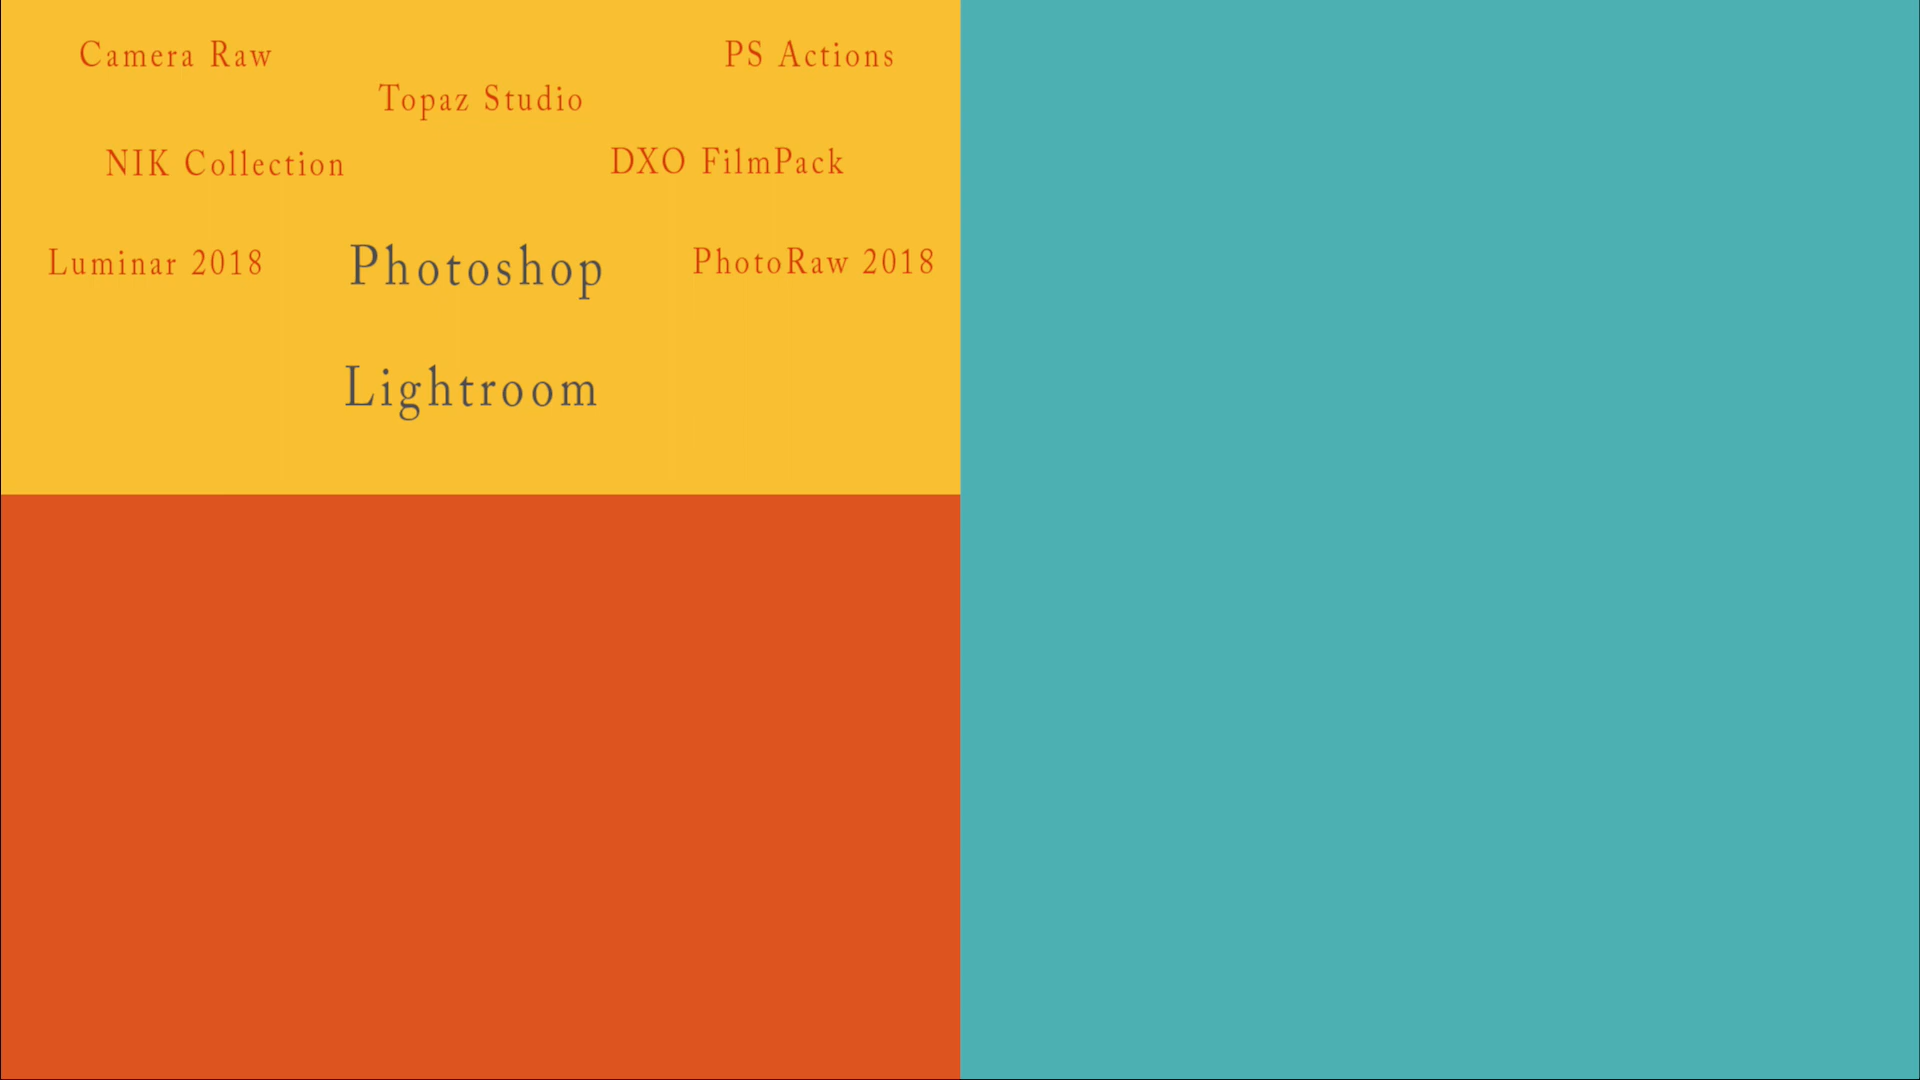 Camera Raw
PS Actions
Topaz Studio
NIK Collection
DXO FilmPack
Luminar 2018
Photoshop
PhotoRaw 2018
Lightroom